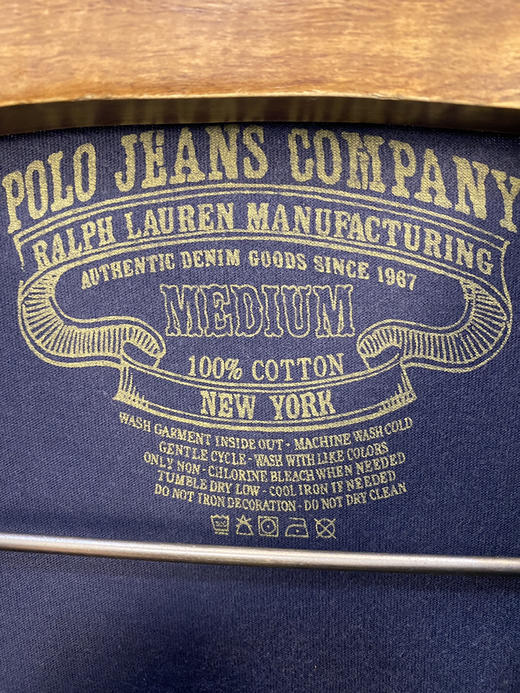 POLO JEANS COMPANY
RALPH LAUREN MANUFACTURING
AUTHENTIC DENIM GOODS SINCE 1967
MEDIUM
100% COTTON
NEW YORK
WASH GARMENT INSIDE OUT - MACHINE WASH COLD
GENTLE CYCLE - WASH WITH LIKE COLORS
ONLY NON - CHLORINE BLEACH WHEN NEEDED
TUMBLE DRY LOW - COOL IRON IF NEEDED
DO NOT IRON DECORATION - DO NOT DRY CLEAN